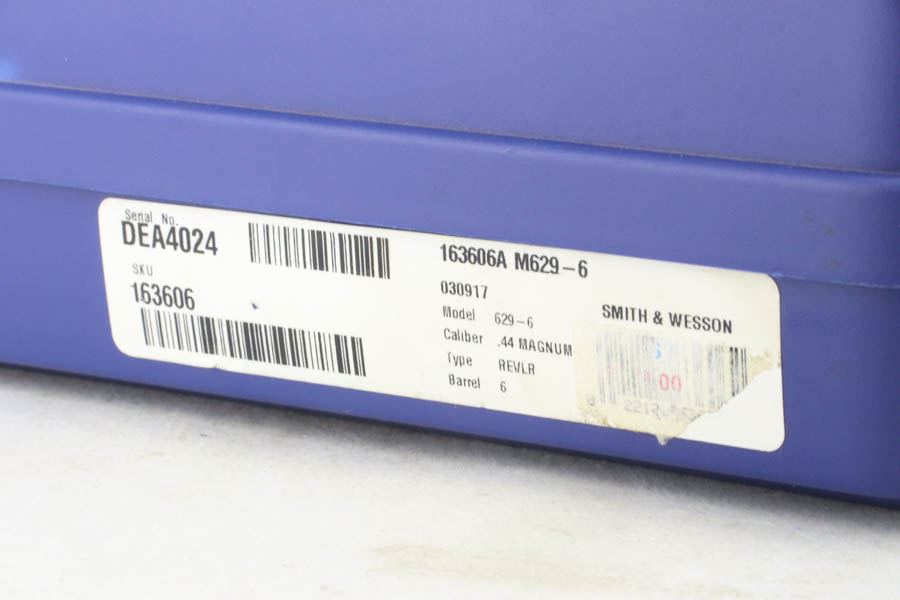 Serial No.
DEA4024
SKU
163606
163606A M629-6
030917
Model 629-6
Caliber .44 MAGNUM
Type REVLR
Barrel 6
SMITH & WESSON
00